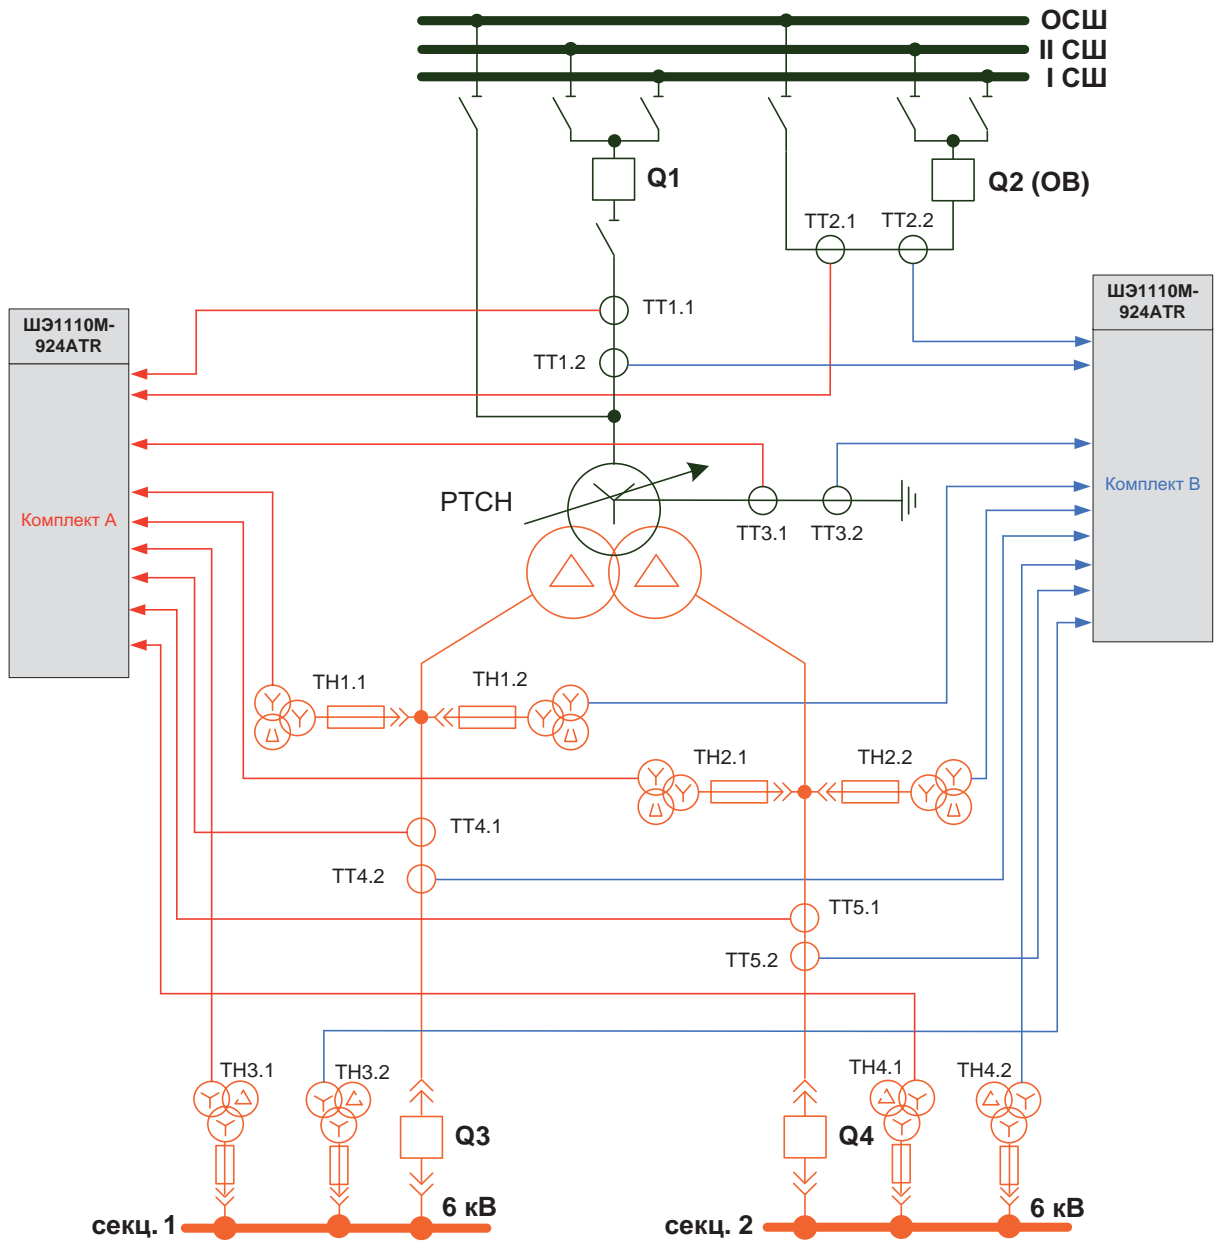 ОСШ
II СШ
I СШ
Q1
Q2 (ОВ)
ТТ2.1
ТТ2.2
ШЭ1110М-
924ATR
ШЭ1110М-
924ATR
ТТ1.1
ТТ1.2
РТСН
ТТ3.1
ТТ3.2
Комплект А
Комплект В
ТН1.1
ТН1.2
ТН2.1
ТН2.2
ТТ4.1
ТТ4.2
ТТ5.1
ТТ5.2
ТН3.1
ТН3.2
ТН4.1
ТН4.2
Q3
Q4
секц. 1
6 кВ
секц. 2
6 кВ